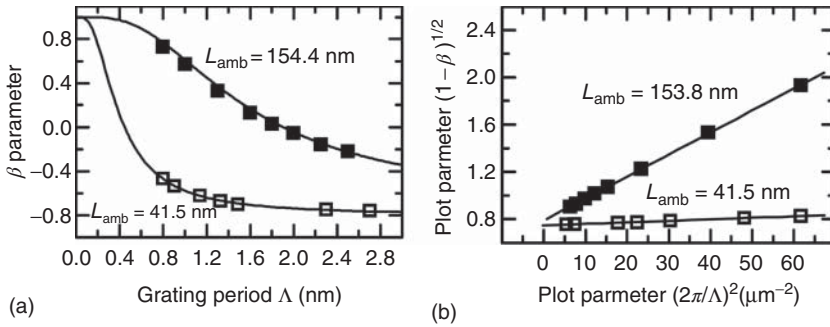 β parameter
0.8
0.4
0.0
−0.4
−0.8
L_amb = 154.4 nm
L_amb = 41.5 nm
0.0 0.4 0.8 1.2 1.6 2.0 2.4 2.8
Grating period Λ (nm)
(a)
Plot parmeter (1 − β)^1/2
2.4
2.0
1.6
1.2
0.8
L_amb = 153.8 nm
L_amb = 41.5 nm
0 10 20 30 40 50 60
Plot parmeter (2π/Λ)²(μm⁻²)
(b)